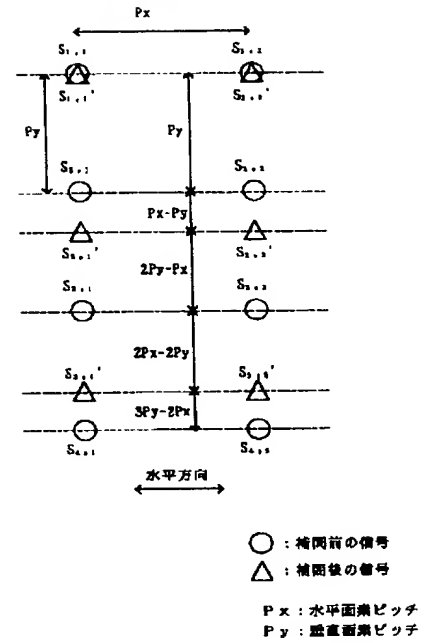 Px
S₁,₁ S₁,₂
S₁,₁' S₁,₂'
Py Py
S₂,₁ S₂,₂
Px-Py
S₂,₁' S₂,₂'
2Py-Px
S₃,₁ S₃,₂
2Px-2Py
S₃,₁' S₃,₂'
3Py-2Px
S₄,₁ S₄,₂
水平方向
○ : 補間前の信号
△ : 補間後の信号
Px : 水平画素ピッチ
Py : 垂直画素ピッチ